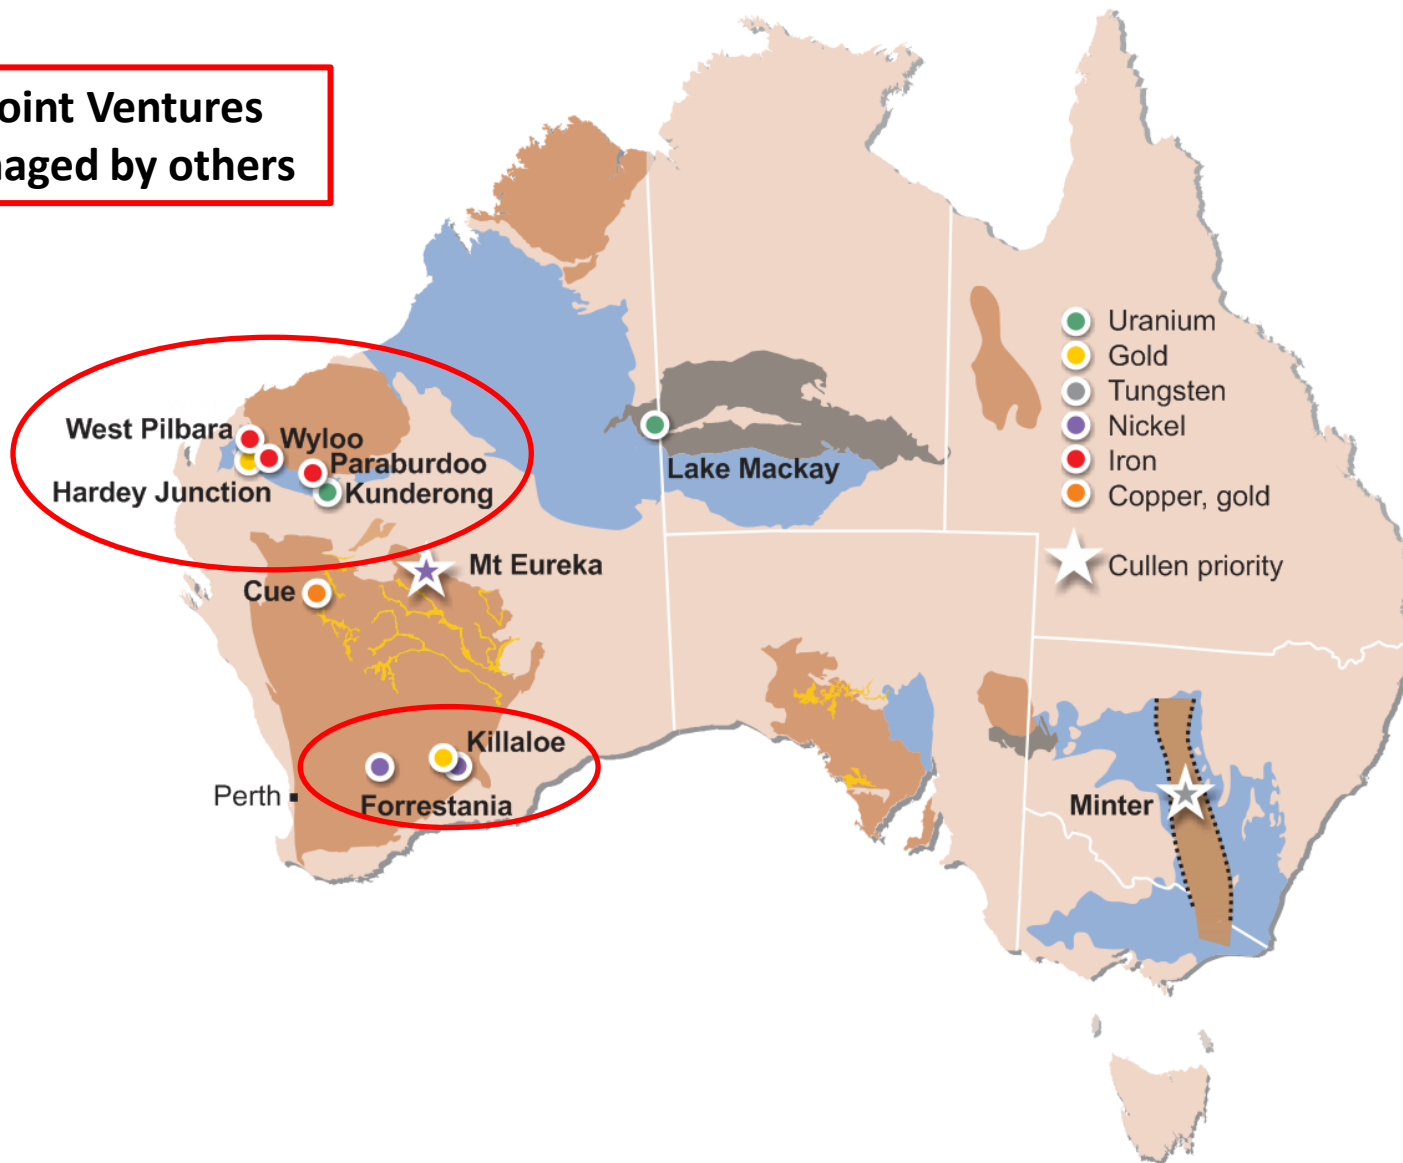 oint Ventures
aged by others
Uranium
Gold
Tungsten
Nickel
Iron
Copper, gold
Cullen priority
West Pilbara
Wyloo
Paraburdoo
Hardey Junction
Kunderong
Lake Mackay
Mt Eureka
Cue
Killaloe
Perth
Forrestania
Minter